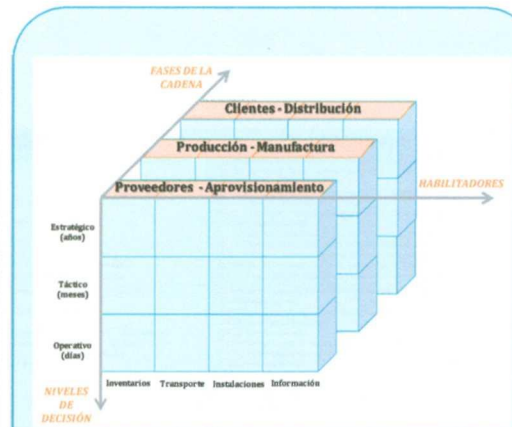 FASES DE LA
CADENA
Clientes - Distribución
Producción - Manufactura
Proveedores - Aprovisionamiento
HABILITADORES
Estratégico
(años)
Táctico
(meses)
Operativo
(días)
Inventarios Transporte Instalaciones Información
NIVELES
DE
DECISIÓN